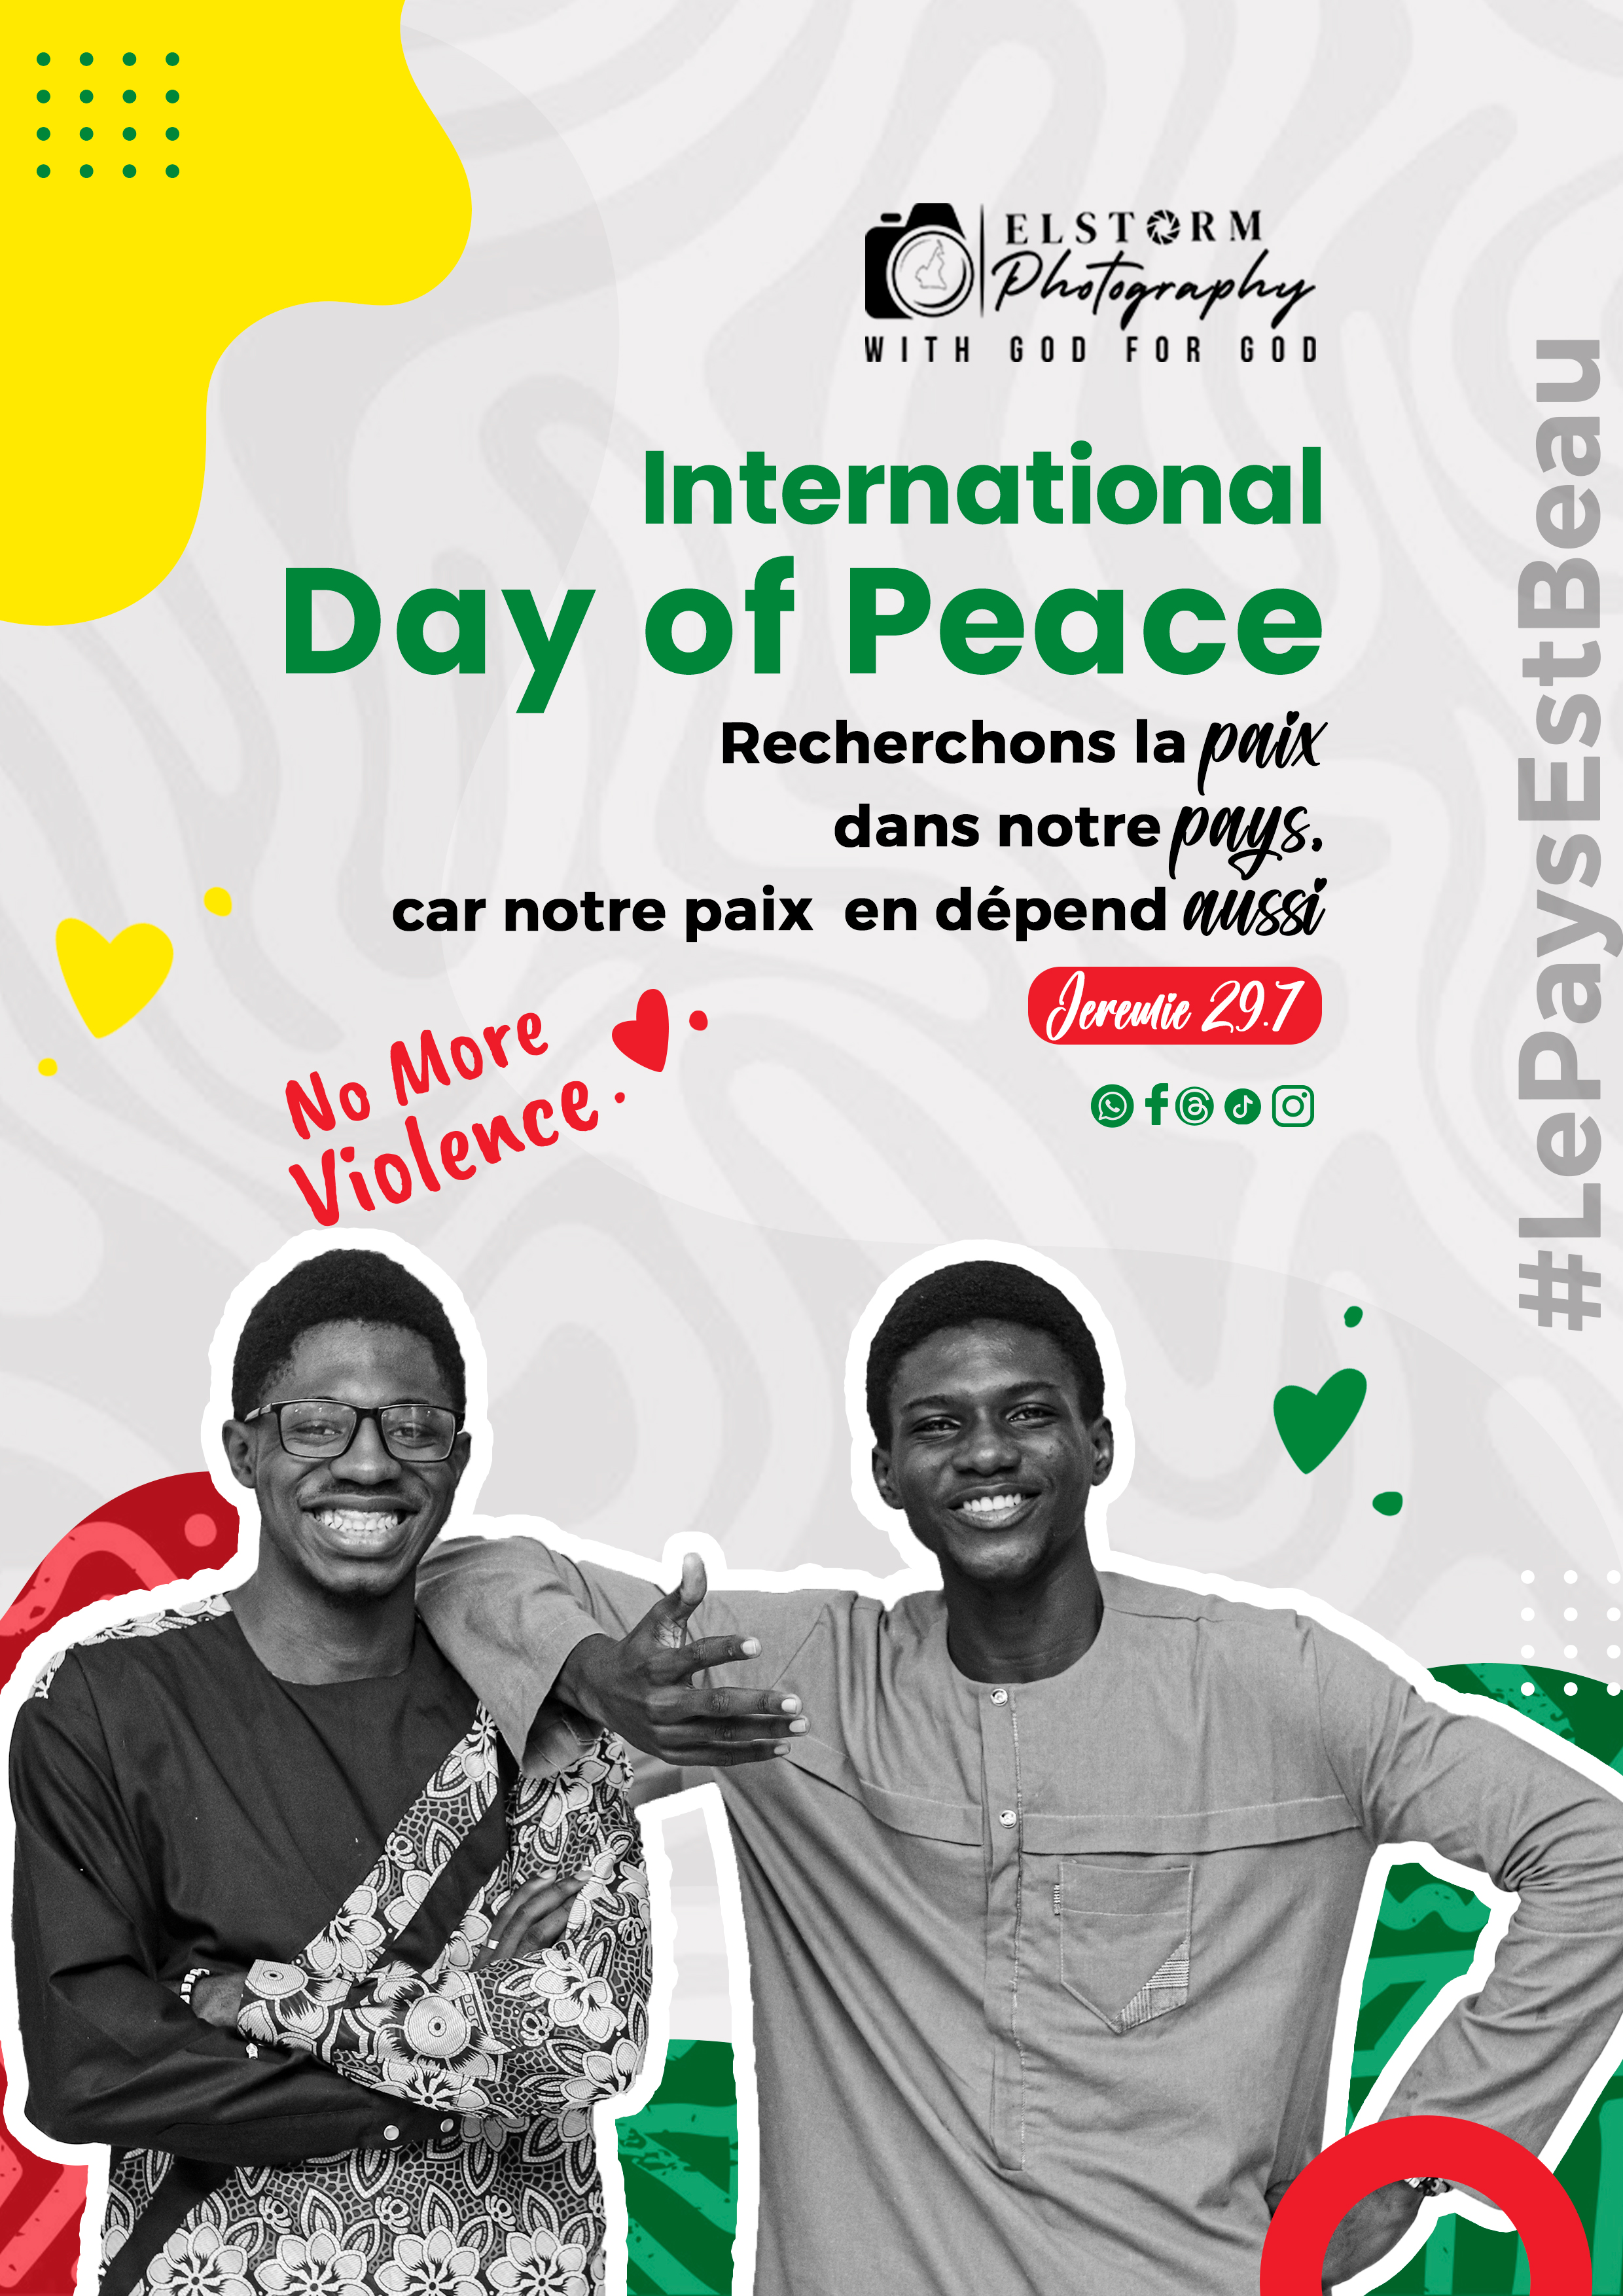 ELSTORM
Photography
WITH GOD FOR GOD
International
Day of Peace
Recherchons la paix
dans notre pays,
car notre paix en dépend aussi
Jeremie 29.7
No More
Violence.
#LePaysEstBeau